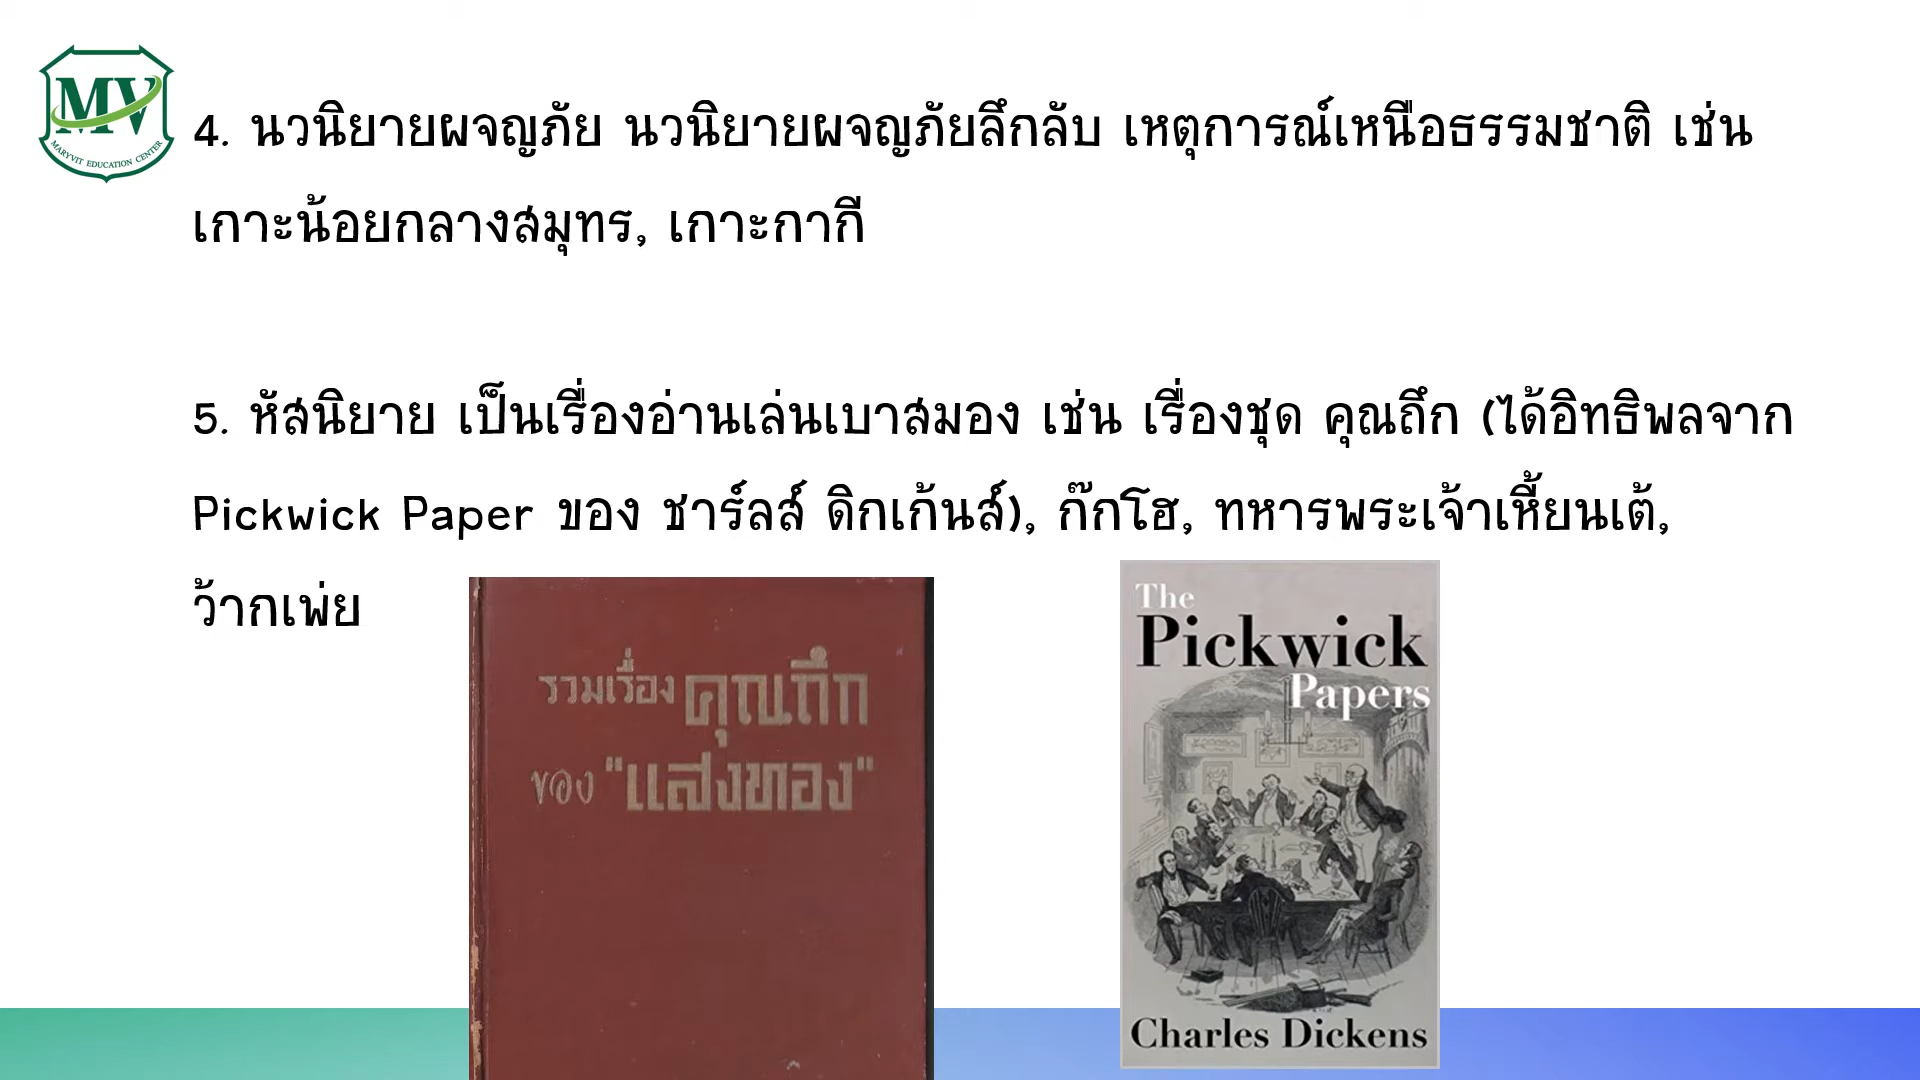 MV
MARYVIT EDUCATION CENTER
4. นวนิยายผจญภัย นวนิยายผจญภัยลึกลับ เหตุการณ์เหนือธรรมชาติ เช่น
เกาะน้อยกลางสมุทร, เกาะกากี
5. หัสนิยาย เป็นเรื่องอ่านเล่นเบาสมอง เช่น เรื่องชุด คุณถึก (ได้อิทธิพลจาก
Pickwick Paper ของ ชาร์ลส์ ดิกเก้นส์), ก๊กโฮ, ทหารพระเจ้าเหี้ยนเต้,
ว้ากเพ่ย
รวมเรื่อง คุณถึก
ของ "แสงทอง"
The
Pickwick
Papers
Charles Dickens